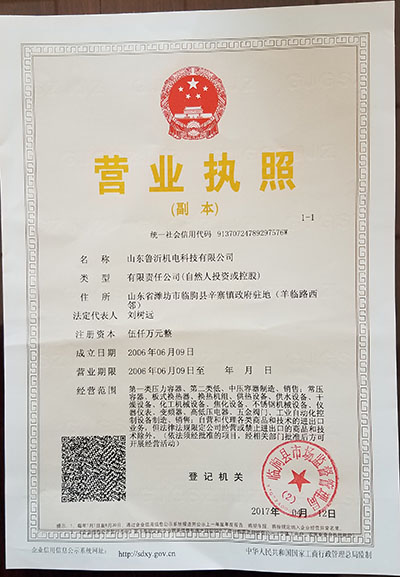 营业执照
(副 本)
1-1
统一社会信用代码 91370724789297576W
名称 山东鲁沂机电科技有限公司
类型 有限责任公司(自然人投资或控股)
住所 山东省潍坊市临朐县辛寨镇政府驻地（羊临路西
邻）
法定代表人 刘树远
注册资本 伍仟万元整
成立日期 2006年06月09日
营业期限 2006年06月09日至 年 月 日
经营范围 第一类压力容器、第二类低、中压容器制造、销售；常压
容器、板式换热器、换热机组、供热设备、供水设备、干
燥设备、化工机械设备、焦化设备、不锈钢机械设备、仪
器仪表、变频器、高低压电器、五金阀门、工业自动化控
制设备制造、销售；自营和代理各类商品和技术的进出口
业务，但法律法规限定公司经营或禁止进出口的商品和技
术除外。（依法须经批准的项目，经相关部门批准后方可
开展经营活动）
登记机关
临朐县市场监督管理局
(2)
2017年 月12日
企业信用信息公示系统网址： http://sdxy.gov.cn
中华人民共和国国家工商行政管理总局监制